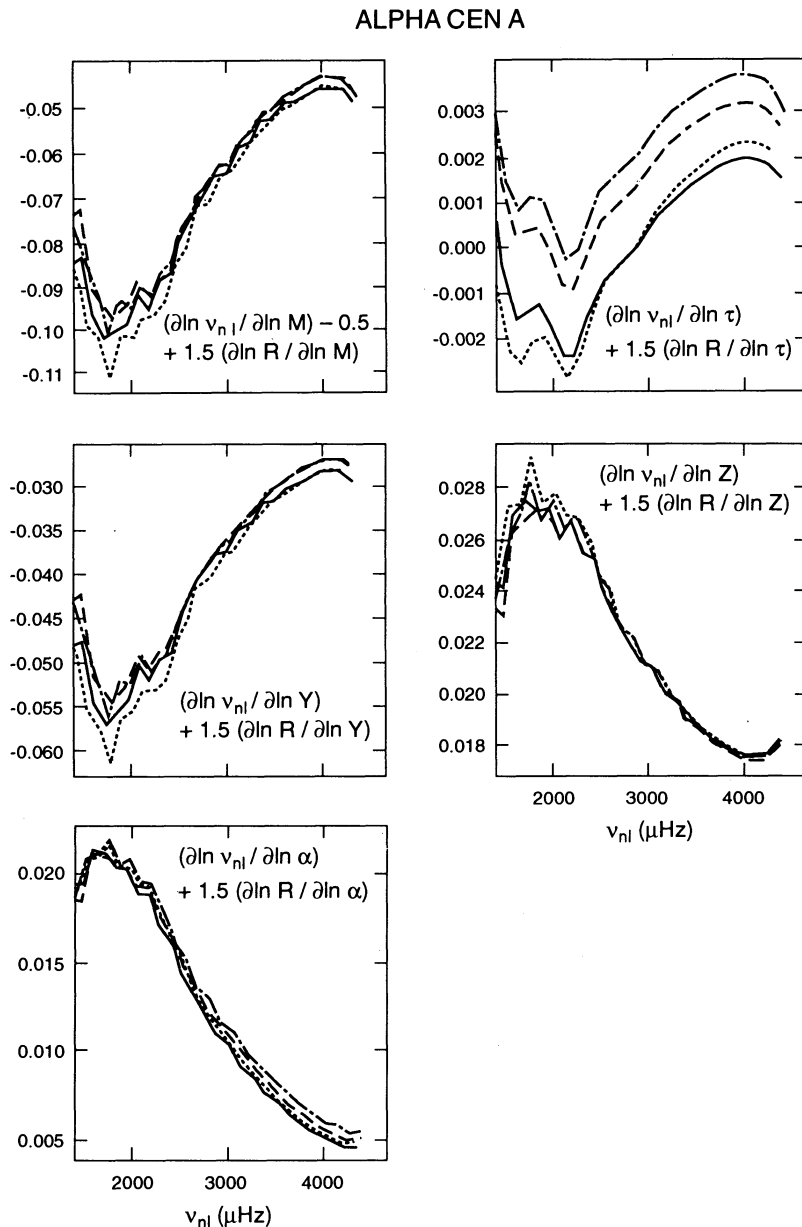 ALPHA CEN A
-0.05
-0.06
-0.07
-0.08
-0.09
-0.10
-0.11
(∂ln ν_nl / ∂ln M) – 0.5
+ 1.5 (∂ln R / ∂ln M)
0.003
0.002
0.001
0.000
-0.001
-0.002
(∂ln ν_nl / ∂ln τ)
+ 1.5 (∂ln R / ∂ln τ)
-0.030
-0.035
-0.040
-0.045
-0.050
-0.055
-0.060
(∂ln ν_nl / ∂ln Y)
+ 1.5 (∂ln R / ∂ln Y)
0.028
0.026
0.024
0.022
0.020
0.018
(∂ln ν_nl / ∂ln Z)
+ 1.5 (∂ln R / ∂ln Z)
2000 3000 4000
ν_nl (μHz)
0.020
0.015
0.010
0.005
(∂ln ν_nl / ∂ln α)
+ 1.5 (∂ln R / ∂ln α)
2000 3000 4000
ν_nl (μHz)